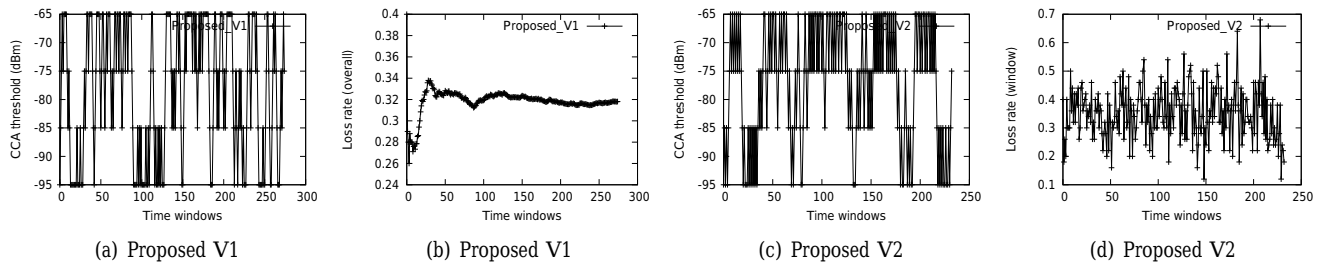 CCA threshold (dBm)
-65
-70
-75
-80
-85
-90
-95
0 50 100 150 200 250 300
Time windows
Proposed_V1
(a) Proposed V1
Loss rate (overall)
0.4
0.38
0.36
0.34
0.32
0.3
0.28
0.26
0.24
0 50 100 150 200 250 300
Time windows
Proposed_V1
(b) Proposed V1
CCA threshold (dBm)
-65
-70
-75
-80
-85
-90
-95
0 50 100 150 200 250
Time windows
Proposed_V2
(c) Proposed V2
Loss rate (window)
0.7
0.6
0.5
0.4
0.3
0.2
0.1
0 50 100 150 200 250
Time windows
Proposed_V2
(d) Proposed V2